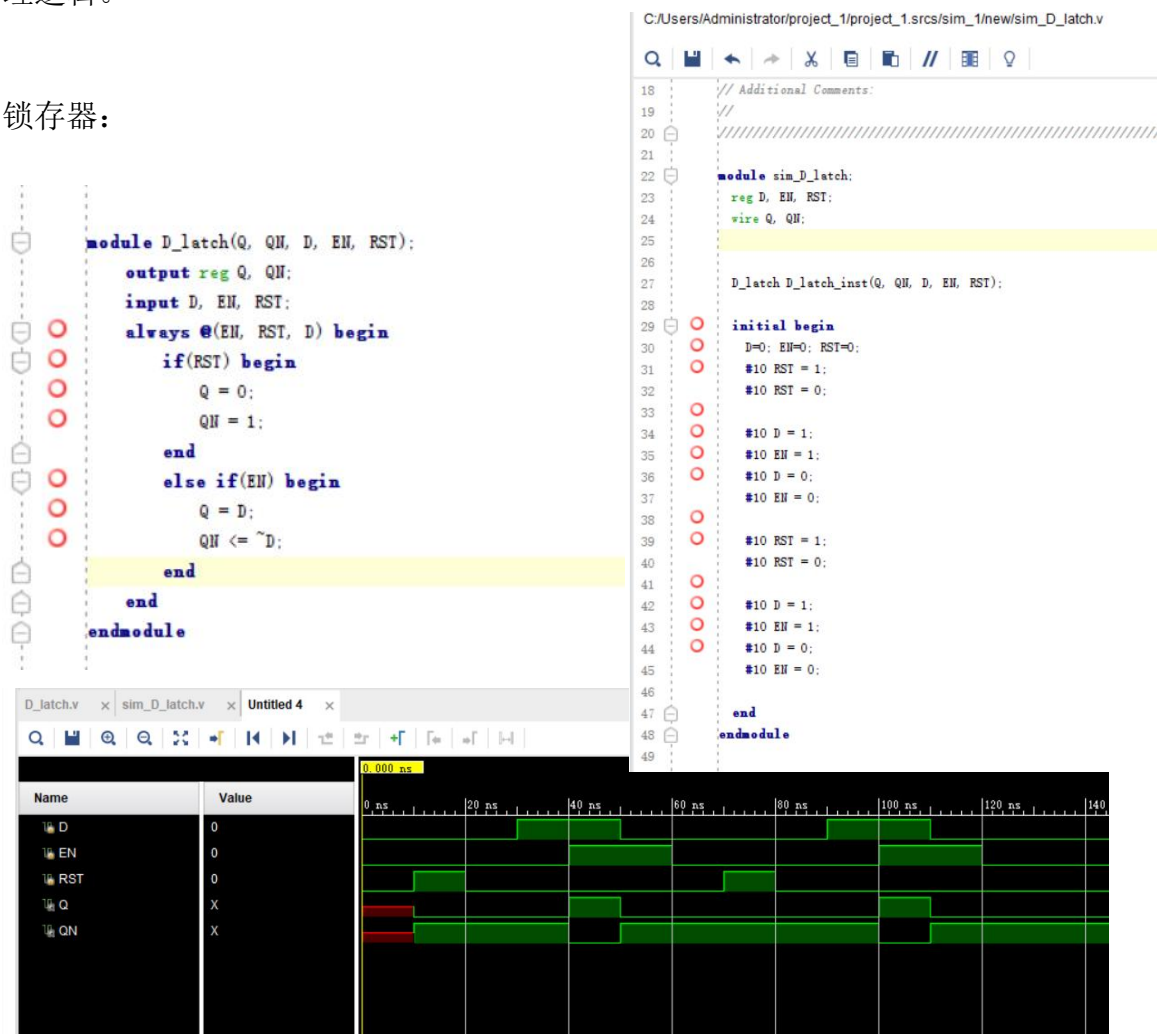 锁存器：
module D_latch(Q, QN, D, EN, RST);
output reg Q, QN;
input D, EN, RST;
always @(EN, RST, D) begin
if(RST) begin
Q = 0;
QN = 1;
end
else if(EN) begin
Q = D;
QN <= ~D;
end
end
endmodule
C:/Users/Administrator/project_1/project_1.srcs/sim_1/new/sim_D_latch.v
18 // Additional Comments:
19 //
20 ////////////////////////////////////////////////////////
21
22 module sim_D_latch;
23 reg D, EN, RST;
24 wire Q, QN;
25
26
27 D_latch D_latch_inst(Q, QN, D, EN, RST);
28
29 initial begin
30 D=0; EN=0; RST=0;
31 #10 RST = 1;
32 #10 RST = 0;
33
34 #10 D = 1;
35 #10 EN = 1;
36 #10 D = 0;
37 #10 EN = 0;
38
39 #10 RST = 1;
40 #10 RST = 0;
41
42 #10 D = 1;
43 #10 EN = 1;
44 #10 D = 0;
45 #10 EN = 0;
46
47 end
48 endmodule
49
D_latch.v × sim_D_latch.v × Untitled 4 ×
0.000 ns
Name Value 0 ns 20 ns 40 ns 60 ns 80 ns 100 ns 120 ns 140
D 0
EN 0
RST 0
Q X
QN X